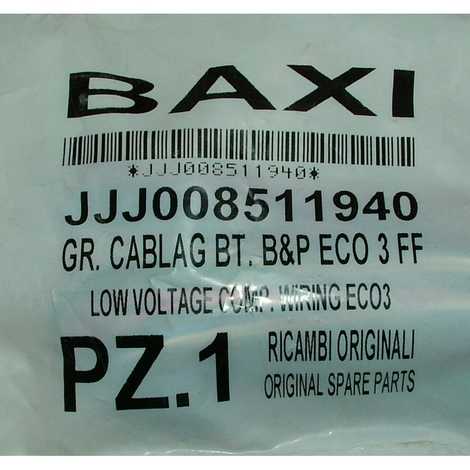 BAXI
*JJJ008511940*
JJJ008511940
GR. CABLAG BT. B&P ECO 3 FF
LOW VOLTAGE COMP. WIRING ECO3
PZ.1
RICAMBI ORIGINALI
ORIGINAL SPARE PARTS